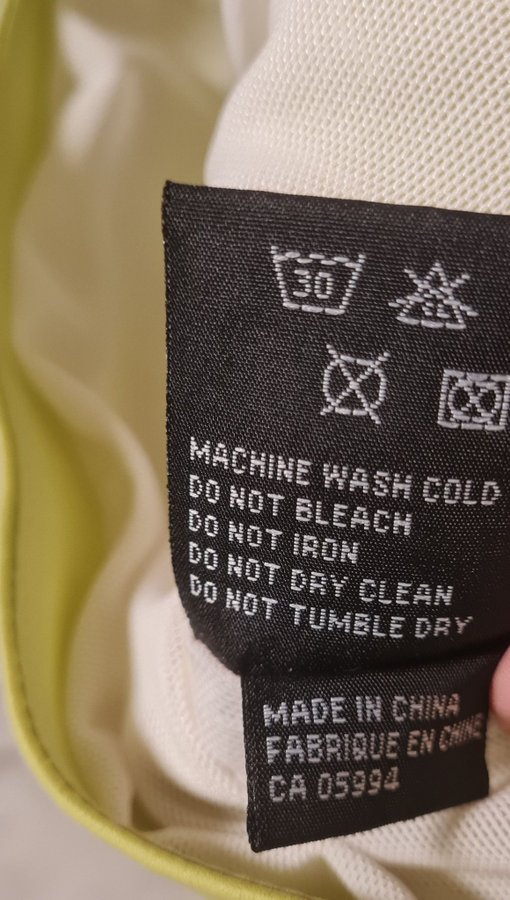 30
CL
MACHINE WASH COLD
DO NOT BLEACH
DO NOT IRON
DO NOT DRY CLEAN
DO NOT TUMBLE DRY
MADE IN CHINA
FABRIQUE EN CHINE
CA 05994